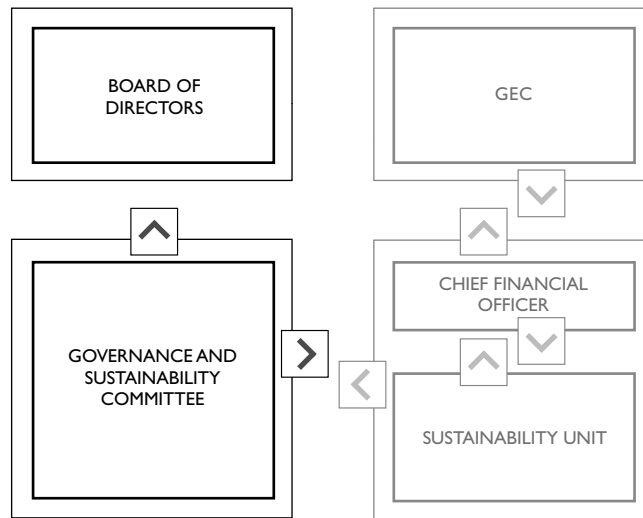 BOARD OF
DIRECTORS
GEC
GOVERNANCE AND
SUSTAINABILITY
COMMITTEE
CHIEF FINANCIAL
OFFICER
SUSTAINABILITY UNIT